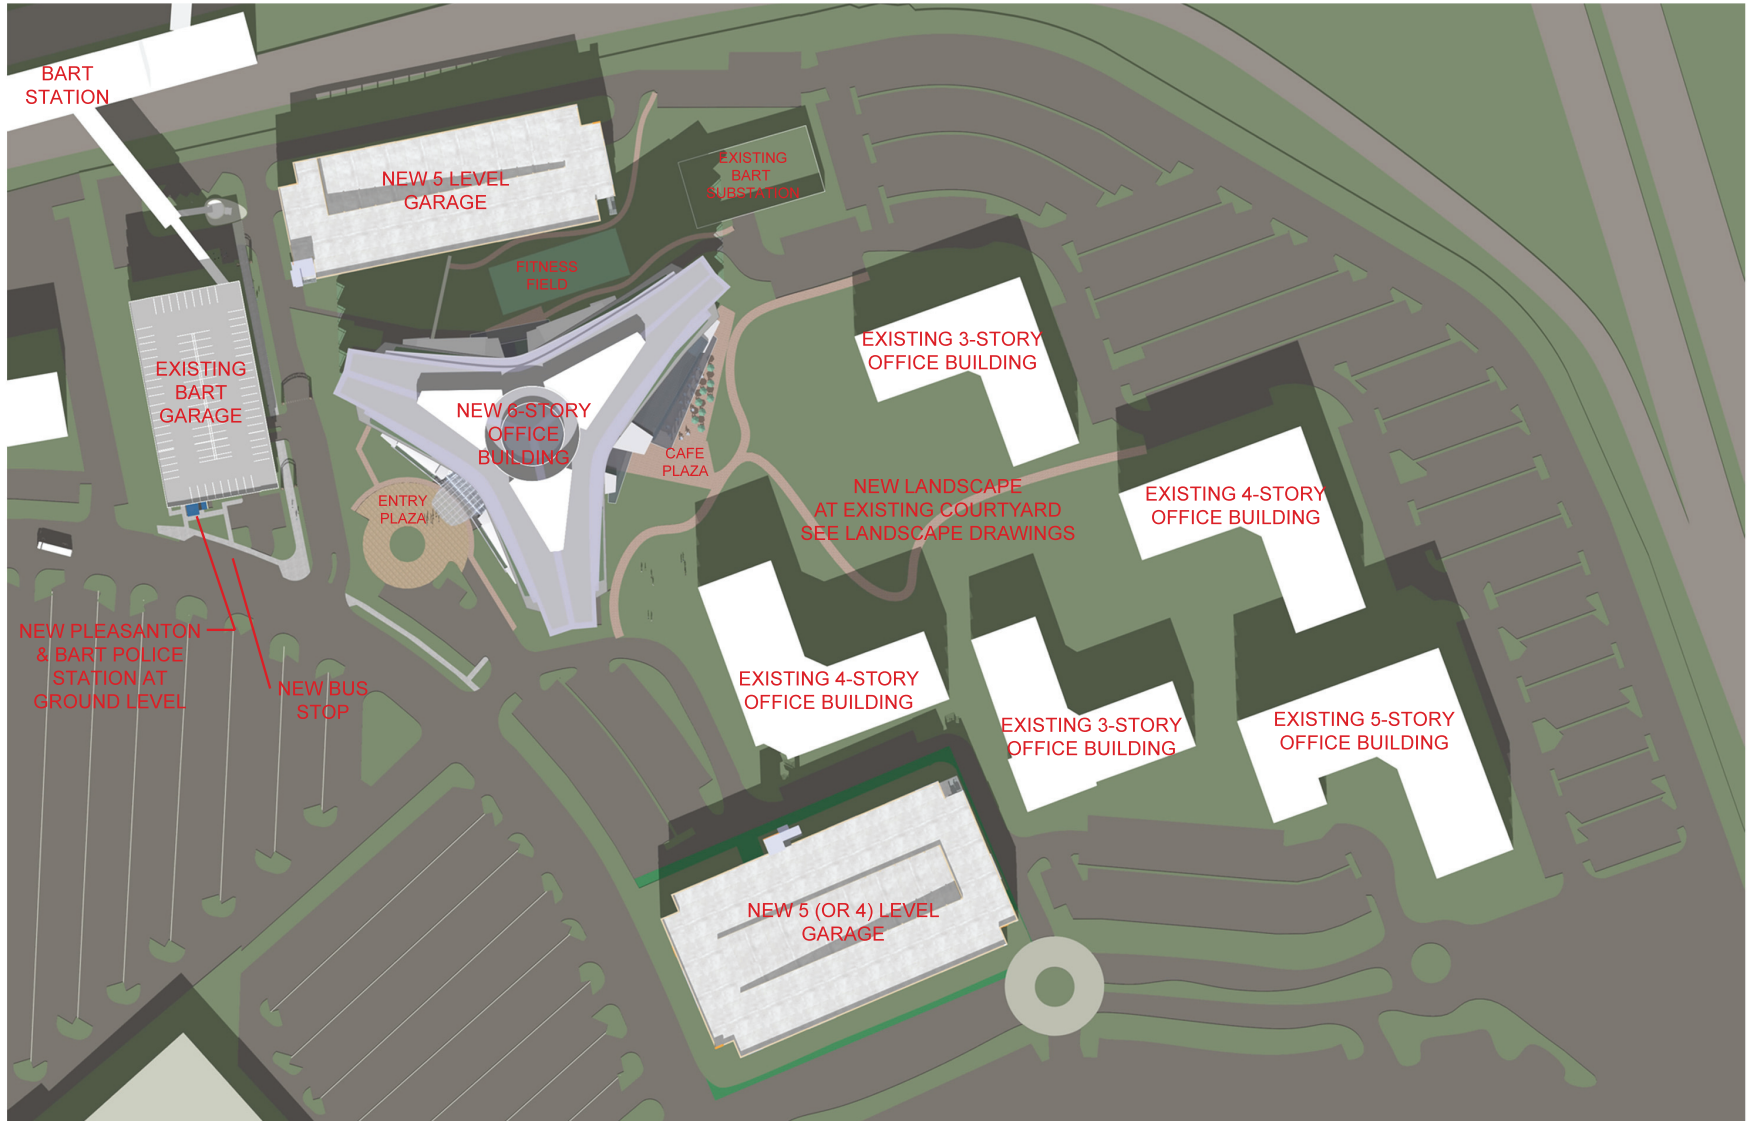 BART
STATION
NEW 5 LEVEL
GARAGE
EXISTING
BART
SUBSTATION
FITNESS
FIELD
EXISTING
BART
GARAGE
NEW 6-STORY
OFFICE
BUILDING
CAFE
PLAZA
ENTRY
PLAZA
EXISTING 3-STORY
OFFICE BUILDING
NEW LANDSCAPE
AT EXISTING COURTYARD
SEE LANDSCAPE DRAWINGS
EXISTING 4-STORY
OFFICE BUILDING
NEW PLEASANTON
& BART POLICE
STATION AT
GROUND LEVEL
NEW BUS
STOP
EXISTING 4-STORY
OFFICE BUILDING
EXISTING 3-STORY
OFFICE BUILDING
EXISTING 5-STORY
OFFICE BUILDING
NEW 5 (OR 4) LEVEL
GARAGE